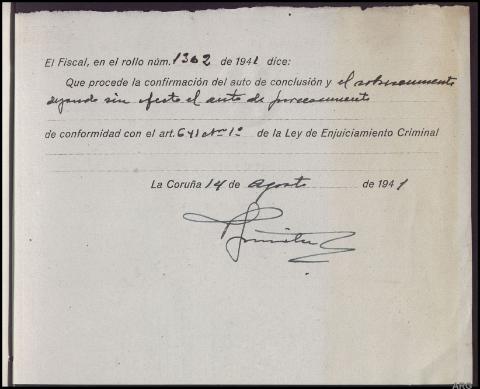 El Fiscal, en el rollo núm. 1302 de 1941 dice:
Que procede la confirmación del auto de conclusión y el sobreseimiento
dejando sin efecto el auto de procesamiento
de conformidad con el art. 641 nº 1º de la Ley de Enjuiciamiento Criminal
La Coruña 14 de agosto de 1941
ARG